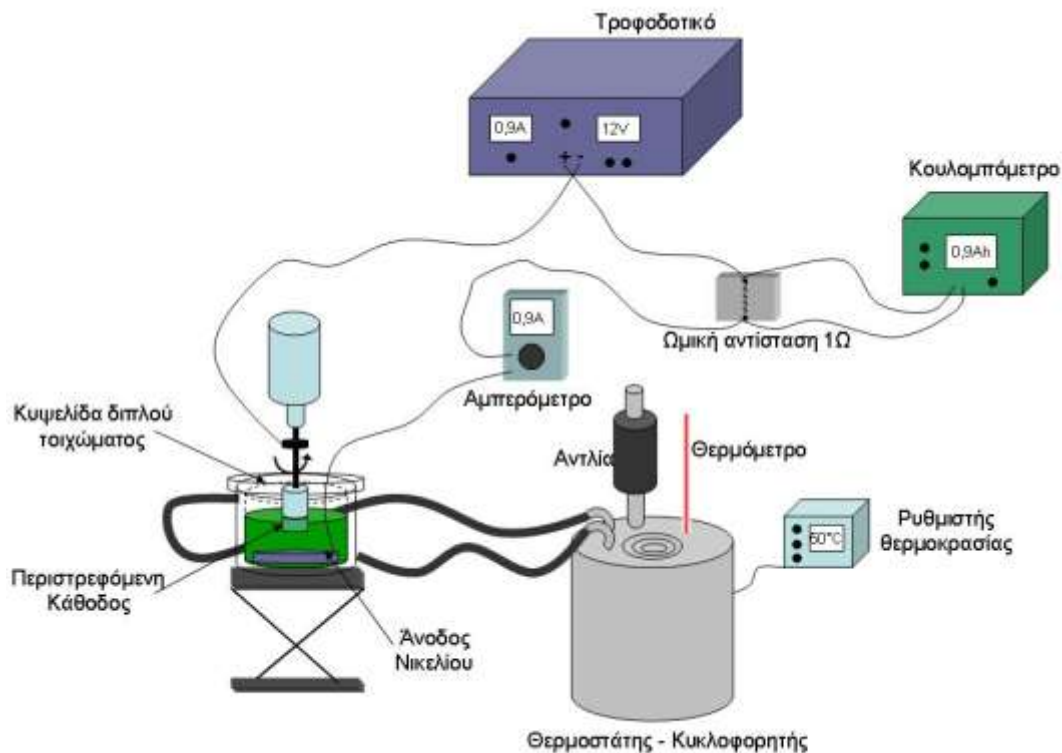 Τροφοδοτικό
0,9A
12V
+ -
Κουλομπόμετρο
0,9Ah
0,9A
Ωμική αντίσταση 1Ω
Αμπερόμετρο
Κυψελίδα διπλού
τοιχώματος
Αντλία
Θερμόμετρο
50°C
Ρυθμιστής
θερμοκρασίας
Περιστρεφόμενη
Κάθοδος
Άνοδος
Νικελίου
Θερμοστάτης - Κυκλοφορητής